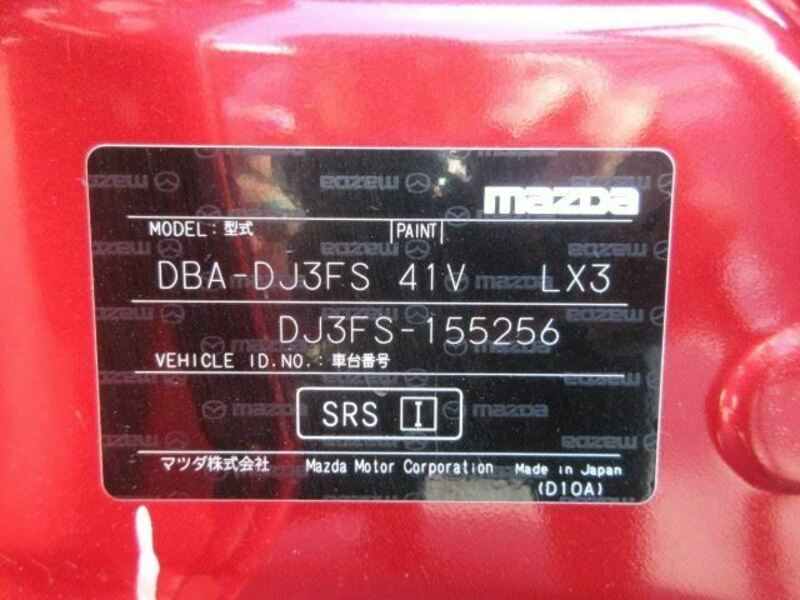 mazda
MODEL: 型式 PAINT
DBA-DJ3FS 41V LX3
DJ3FS-155256
VEHICLE ID.NO.: 車台番号
SRS I
マツダ株式会社 Mazda Motor Corporation Made in Japan
(D10A)